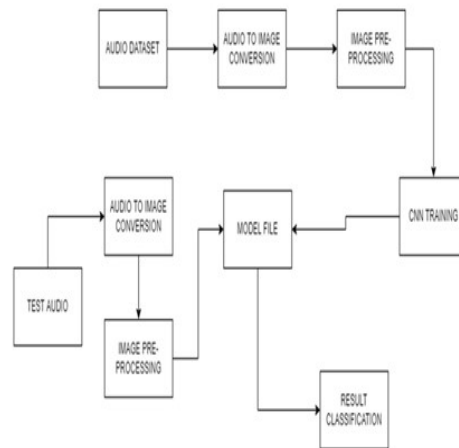 AUDIO DATASET
AUDIO TO IMAGE
CONVERSION
IMAGE PRE-
PROCESSING
AUDIO TO IMAGE
CONVERSION
MODEL FILE
CNN TRAINING
TEST AUDIO
IMAGE PRE-
PROCESSING
RESULT
CLASSIFICATION